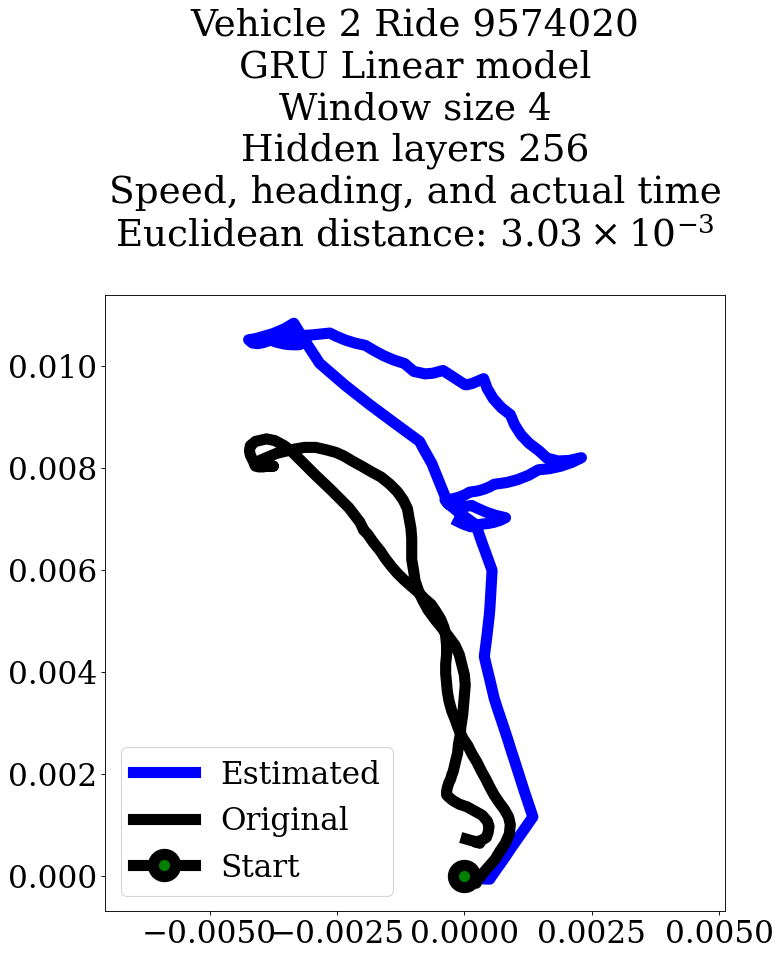 Vehicle 2 Ride 9574020
GRU Linear model
Window size 4
Hidden layers 256
Speed, heading, and actual time
Euclidean distance: 3.03 × 10⁻³
0.010
0.008
0.006
0.004
0.002
0.000
Estimated
Original
Start
−0.0050 −0.0025 0.0000 0.0025 0.0050